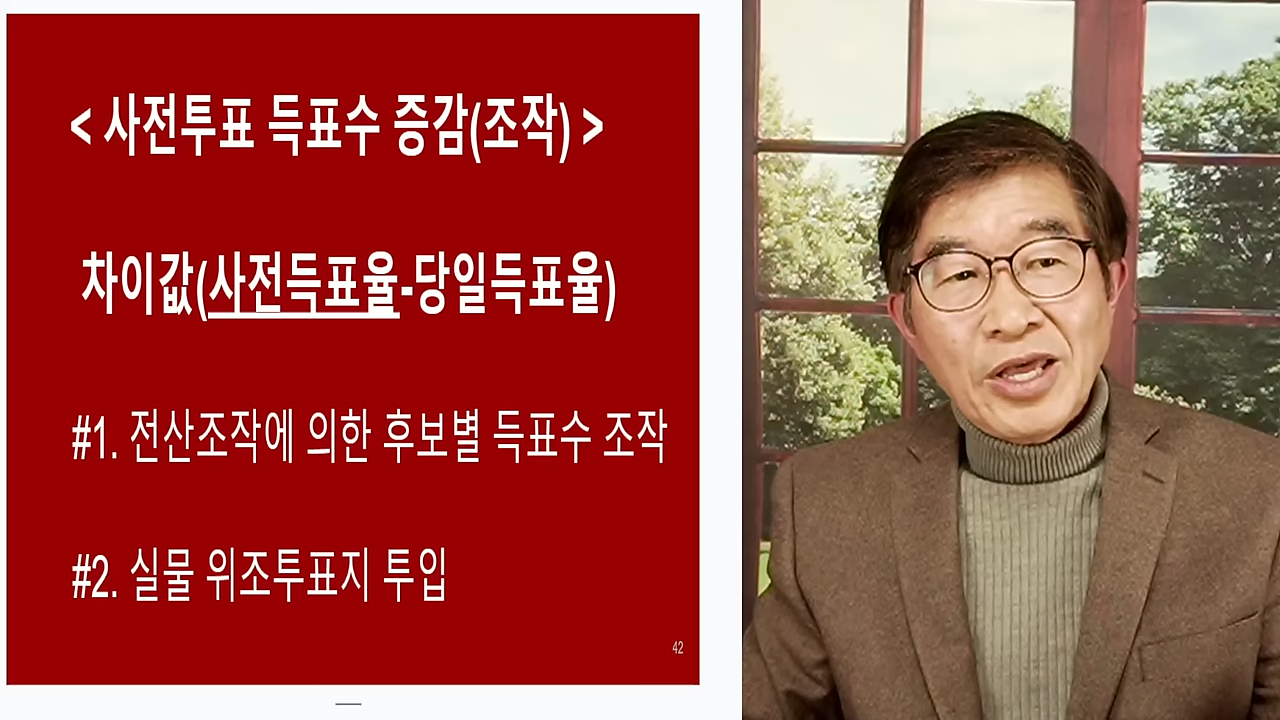 < 사전투표 득표수 증감(조작) >
차이값(사전득표율-당일득표율)
#1. 전산조작에 의한 후보별 득표수 조작
#2. 실물 위조투표지 투입
42